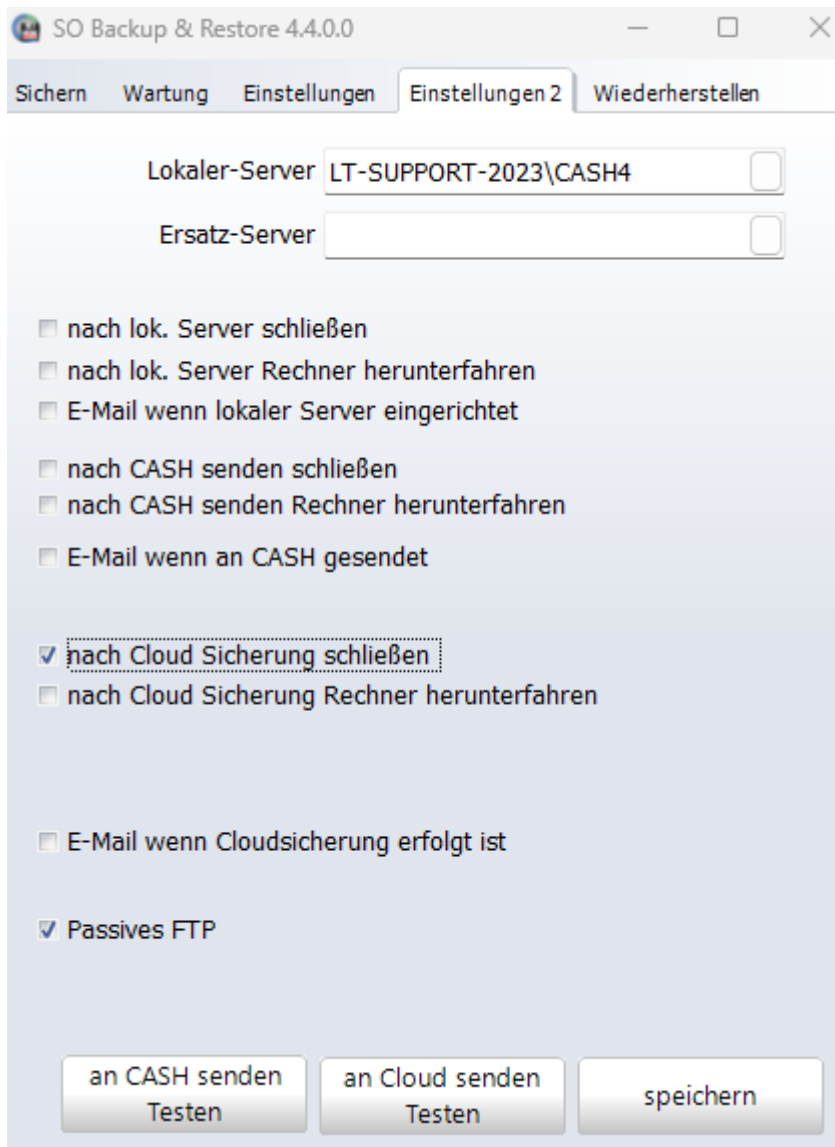 SO Backup & Restore 4.4.0.0
Sichern Wartung Einstellungen Einstellungen 2 Wiederherstellen
Lokaler-Server LT-SUPPORT-2023\CASH4
Ersatz-Server
nach lok. Server schließen
nach lok. Server Rechner herunterfahren
E-Mail wenn lokaler Server eingerichtet
nach CASH senden schließen
nach CASH senden Rechner herunterfahren
E-Mail wenn an CASH gesendet
nach Cloud Sicherung schließen
nach Cloud Sicherung Rechner herunterfahren
E-Mail wenn Cloudsicherung erfolgt ist
Passives FTP
an CASH senden
Testen
an Cloud senden
Testen
speichern